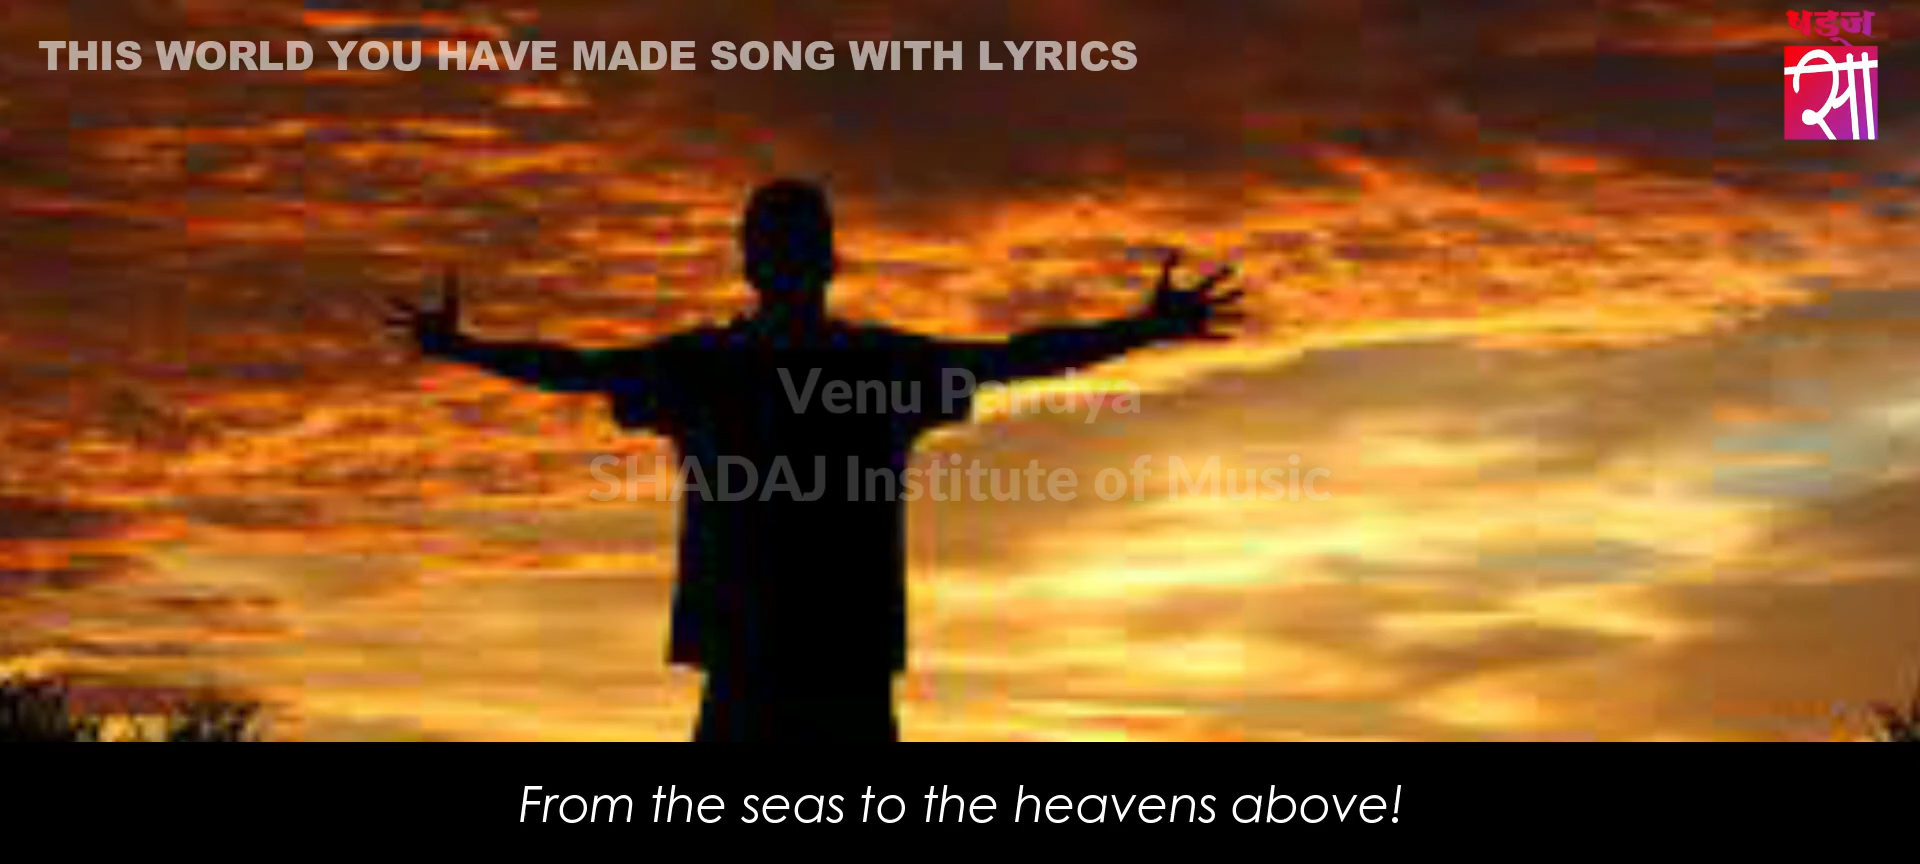 THIS WORLD YOU HAVE MADE SONG WITH LYRICS
षड्ज
सा
Venu Pandya
SHADAJ Institute of Music
From the seas to the heavens above!